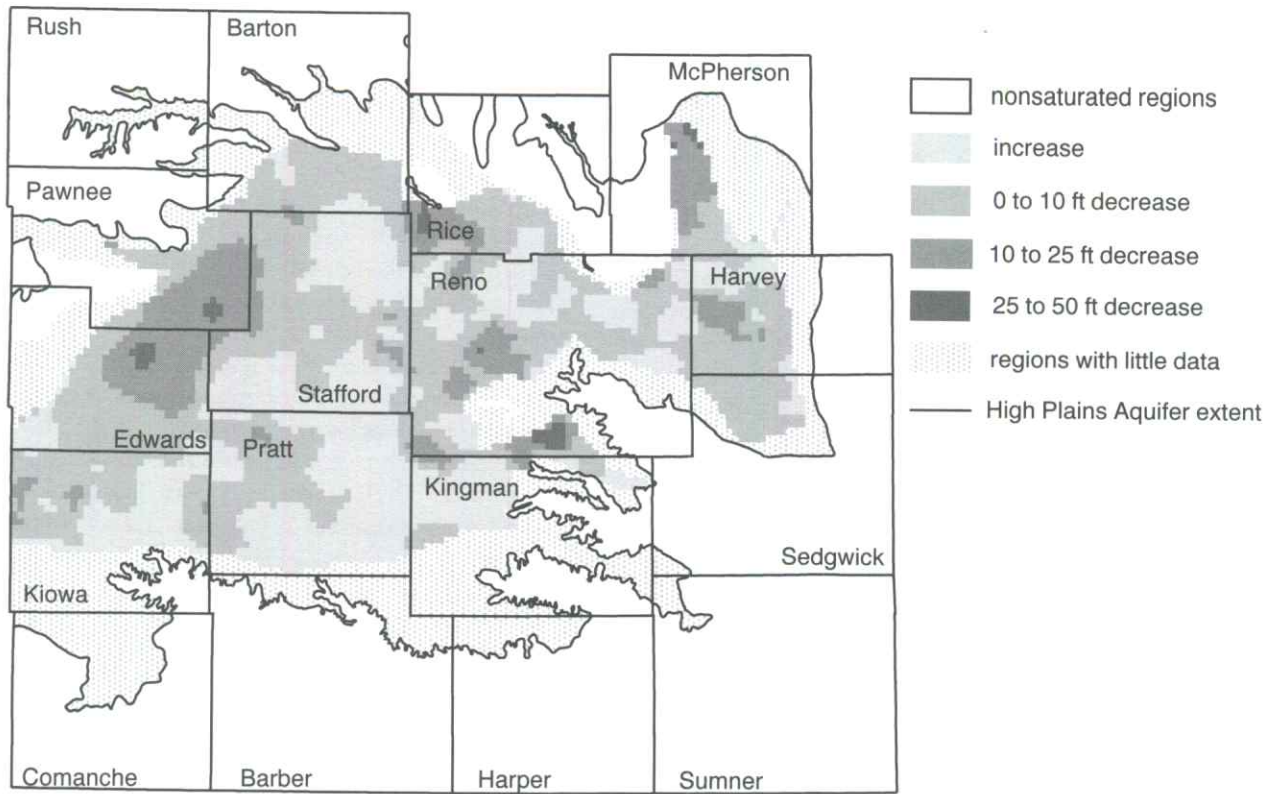 Rush
Barton
McPherson
Pawnee
Rice
Reno
Harvey
Stafford
Edwards
Pratt
Kingman
Sedgwick
Kiowa
Comanche
Barber
Harper
Sumner
nonsaturated regions
increase
0 to 10 ft decrease
10 to 25 ft decrease
25 to 50 ft decrease
regions with little data
High Plains Aquifer extent